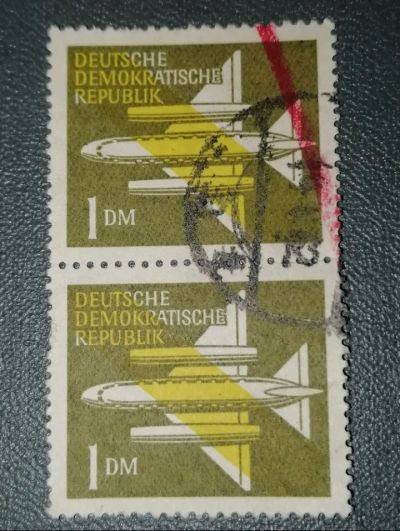 DEUTSCHE
DEMOKRATISCHE
REPUBLIK
1 DM
DEUTSCHE
DEMOKRATISCHE
REPUBLIK
1 DM